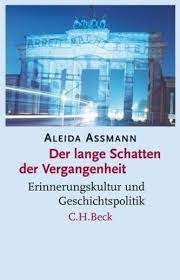 ALEIDA ASSMANN
Der lange Schatten
der Vergangenheit
Erinnerungskultur und
Geschichtspolitik
C.H.Beck